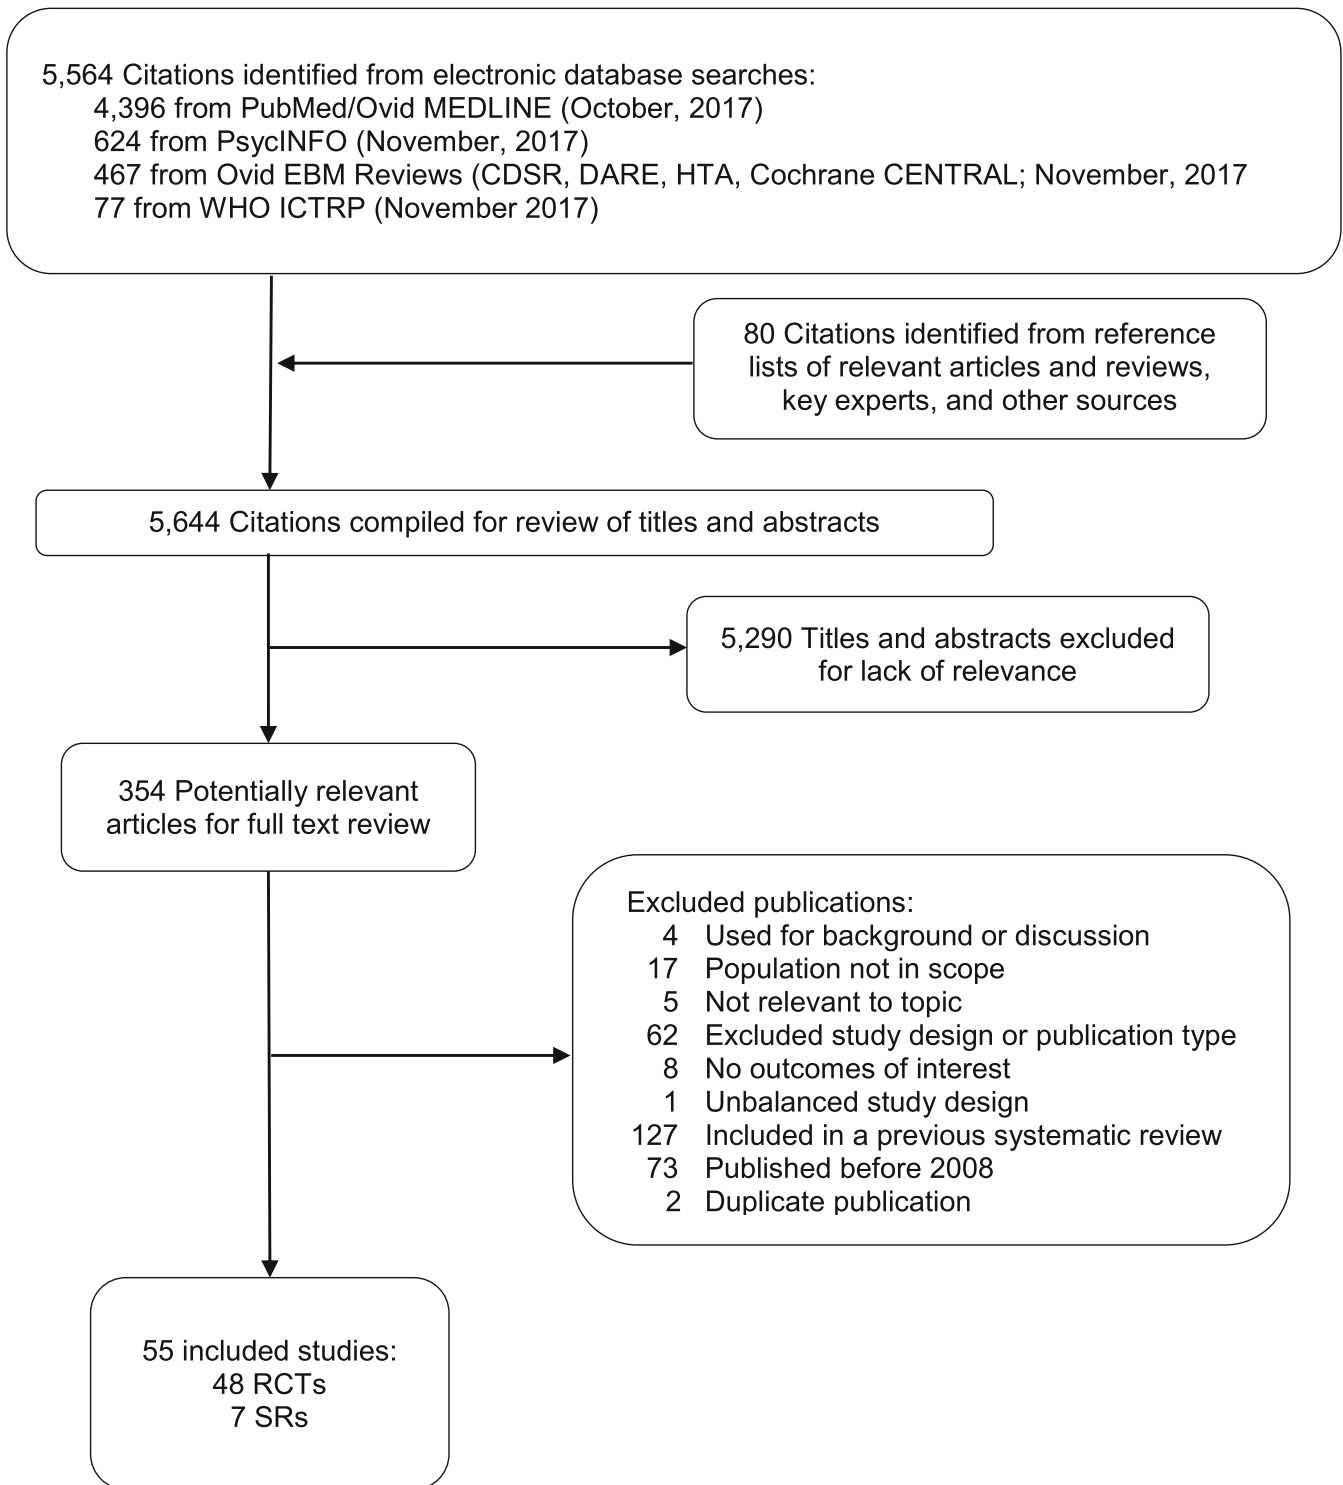 5,564 Citations identified from electronic database searches:
4,396 from PubMed/Ovid MEDLINE (October, 2017)
624 from PsycINFO (November, 2017)
467 from Ovid EBM Reviews (CDSR, DARE, HTA, Cochrane CENTRAL; November, 2017
77 from WHO ICTRP (November 2017)
80 Citations identified from reference
lists of relevant articles and reviews,
key experts, and other sources
5,644 Citations compiled for review of titles and abstracts
5,290 Titles and abstracts excluded
for lack of relevance
354 Potentially relevant
articles for full text review
Excluded publications:
4 Used for background or discussion
17 Population not in scope
5 Not relevant to topic
62 Excluded study design or publication type
8 No outcomes of interest
1 Unbalanced study design
127 Included in a previous systematic review
73 Published before 2008
2 Duplicate publication
55 included studies:
48 RCTs
7 SRs